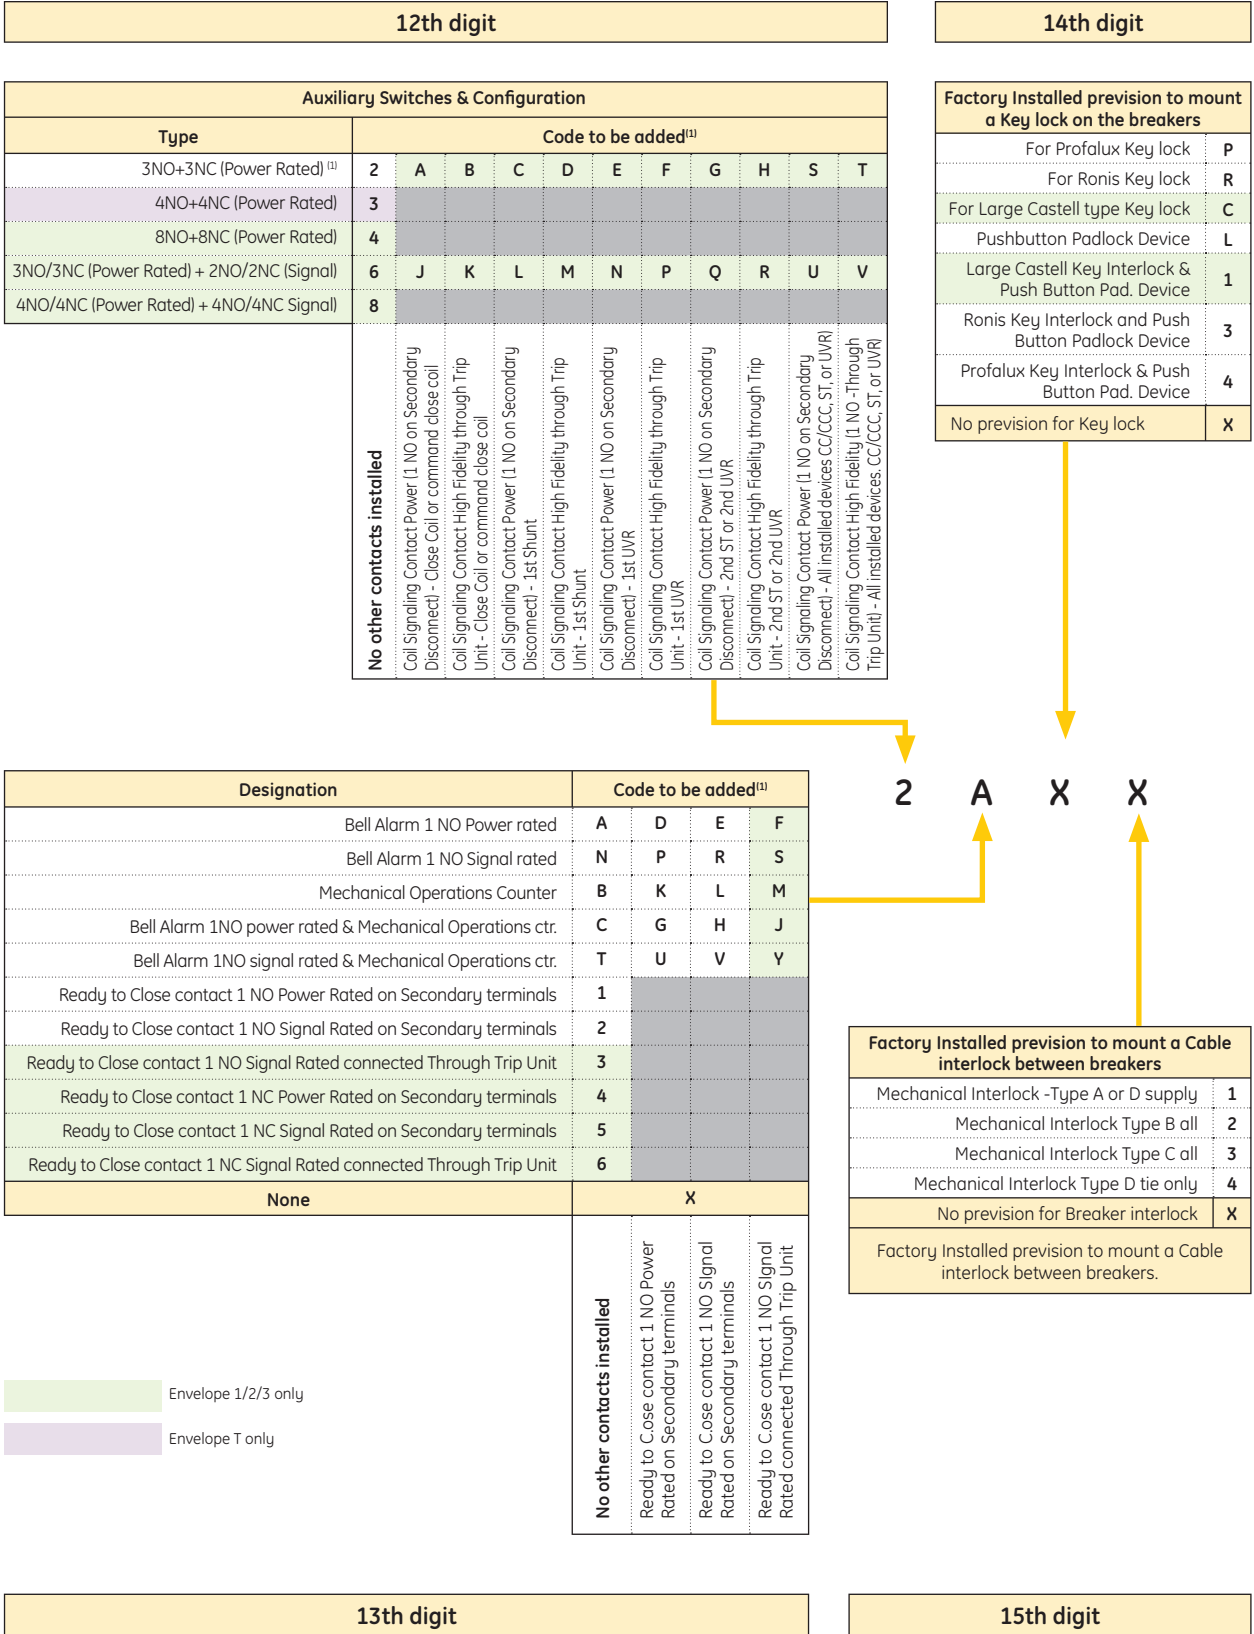 12th digit
14th digit
Auxiliary Switches & Configuration
Type
Code to be added(1)
3NO+3NC (Power Rated) (1) 2 A B C D E F G H S T
4NO+4NC (Power Rated) 3
8NO+8NC (Power Rated) 4
3NO/3NC (Power Rated) + 2NO/2NC (Signal) 6 J K L M N P Q R U V
4NO/4NC (Power Rated) + 4NO/4NC Signal) 8
No other contacts installed
Coil Signaling Contact Power (1 NO on Secondary
Disconnect) - Close Coil or command close coil
Coil Signaling Contact High Fidelity through Trip
Unit - Close Coil or command close coil
Coil Signaling Contact Power (1 NO on Secondary
Disconnect) - 1st Shunt
Coil Signaling Contact High Fidelity through Trip
Unit - 1st Shunt
Coil Signaling Contact Power (1 NO on Secondary
Disconnect) - 1st UVR
Coil Signaling Contact High Fidelity through Trip
Unit - 1st UVR
Coil Signaling Contact Power (1 NO on Secondary
Disconnect) - 2nd ST or 2nd UVR
Coil Signaling Contact High Fidelity through Trip
Unit - 2nd ST or 2nd UVR
Coil Signaling Contact Power (1 NO on Secondary
Disconnect) - All installed devices CC/CCC, ST, or UVR)
Coil Signaling Contact High Fidelity (1 NO -Through
Trip Unit) - All installed devices. CC/CCC, ST, or UVR)
Factory Installed prevision to mount
a Key lock on the breakers
For Profalux Key lock P
For Ronis Key lock R
For Large Castell type Key lock C
Pushbutton Padlock Device L
Large Castell Key Interlock &
Push Button Pad. Device 1
Ronis Key Interlock and Push
Button Padlock Device 3
Profalux Key Interlock & Push
Button Pad. Device 4
No prevision for Key lock X
2 A X X
Designation
Code to be added(1)
Bell Alarm 1 NO Power rated A D E F
Bell Alarm 1 NO Signal rated N P R S
Mechanical Operations Counter B K L M
Bell Alarm 1NO power rated & Mechanical Operations ctr. C G H J
Bell Alarm 1NO signal rated & Mechanical Operations ctr. T U V Y
Ready to Close contact 1 NO Power Rated on Secondary terminals 1
Ready to Close contact 1 NO Signal Rated on Secondary terminals 2
Ready to Close contact 1 NO Signal Rated connected Through Trip Unit 3
Ready to Close contact 1 NC Power Rated on Secondary terminals 4
Ready to Close contact 1 NC Signal Rated on Secondary terminals 5
Ready to Close contact 1 NC Signal Rated connected Through Trip Unit 6
None X
No other contacts installed
Ready to C.ose contact 1 NO Power
Rated on Secondary terminals
Ready to C.ose contact 1 NO SIgnal
Rated on Secondary terminals
Ready to C.ose contact 1 NO SIgnal
Rated connected Through Trip Unit
Factory Installed prevision to mount a Cable
interlock between breakers
Mechanical Interlock -Type A or D supply 1
Mechanical Interlock Type B all 2
Mechanical Interlock Type C all 3
Mechanical Interlock Type D tie only 4
No prevision for Breaker interlock X
Factory Installed prevision to mount a Cable
interlock between breakers.
Envelope 1/2/3 only
Envelope T only
13th digit
15th digit